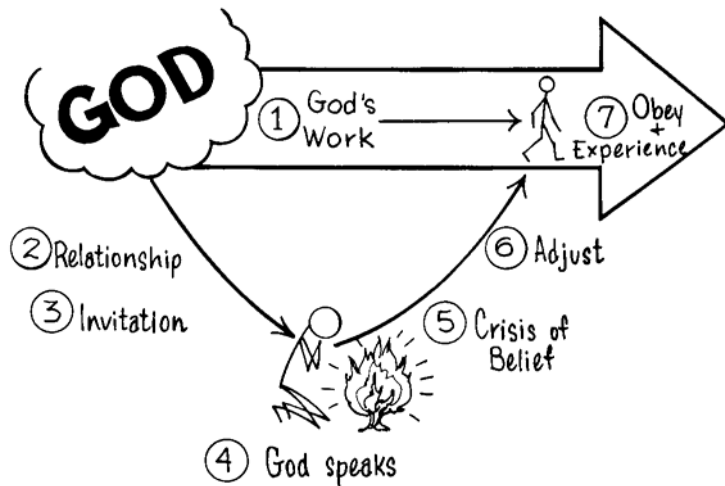 GOD
1 God's
Work
7 Obey
+
Experience
2 Relationship
3 Invitation
4 God speaks
5 Crisis of
Belief
6 Adjust